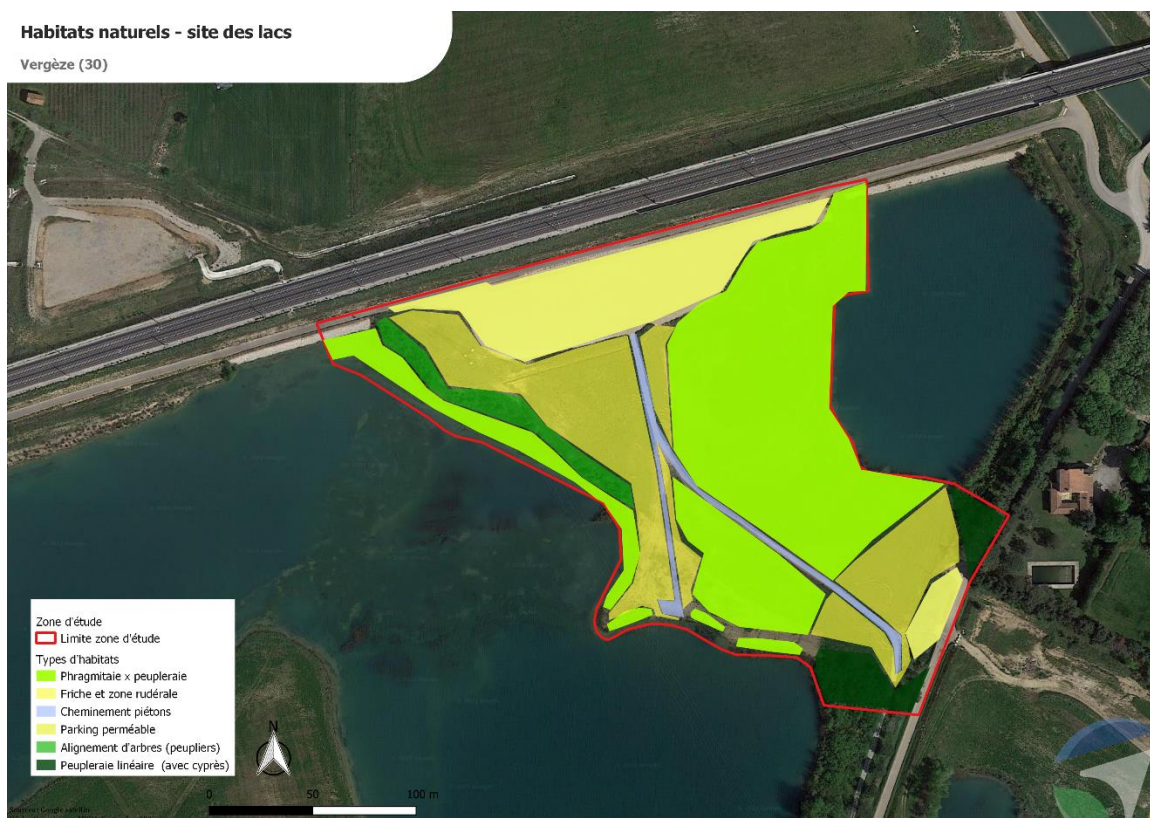 Habitats naturels - site des lacs
Vergèze (30)
Zone d'étude
Limite zone d'étude
Types d'habitats
Phragmitaie x peupleraie
Friche et zone rudérale
Cheminement piétons
Parking perméable
Alignement d'arbres (peupliers)
Peupleraie linéaire (avec cyprès)
N
0 50 100 m